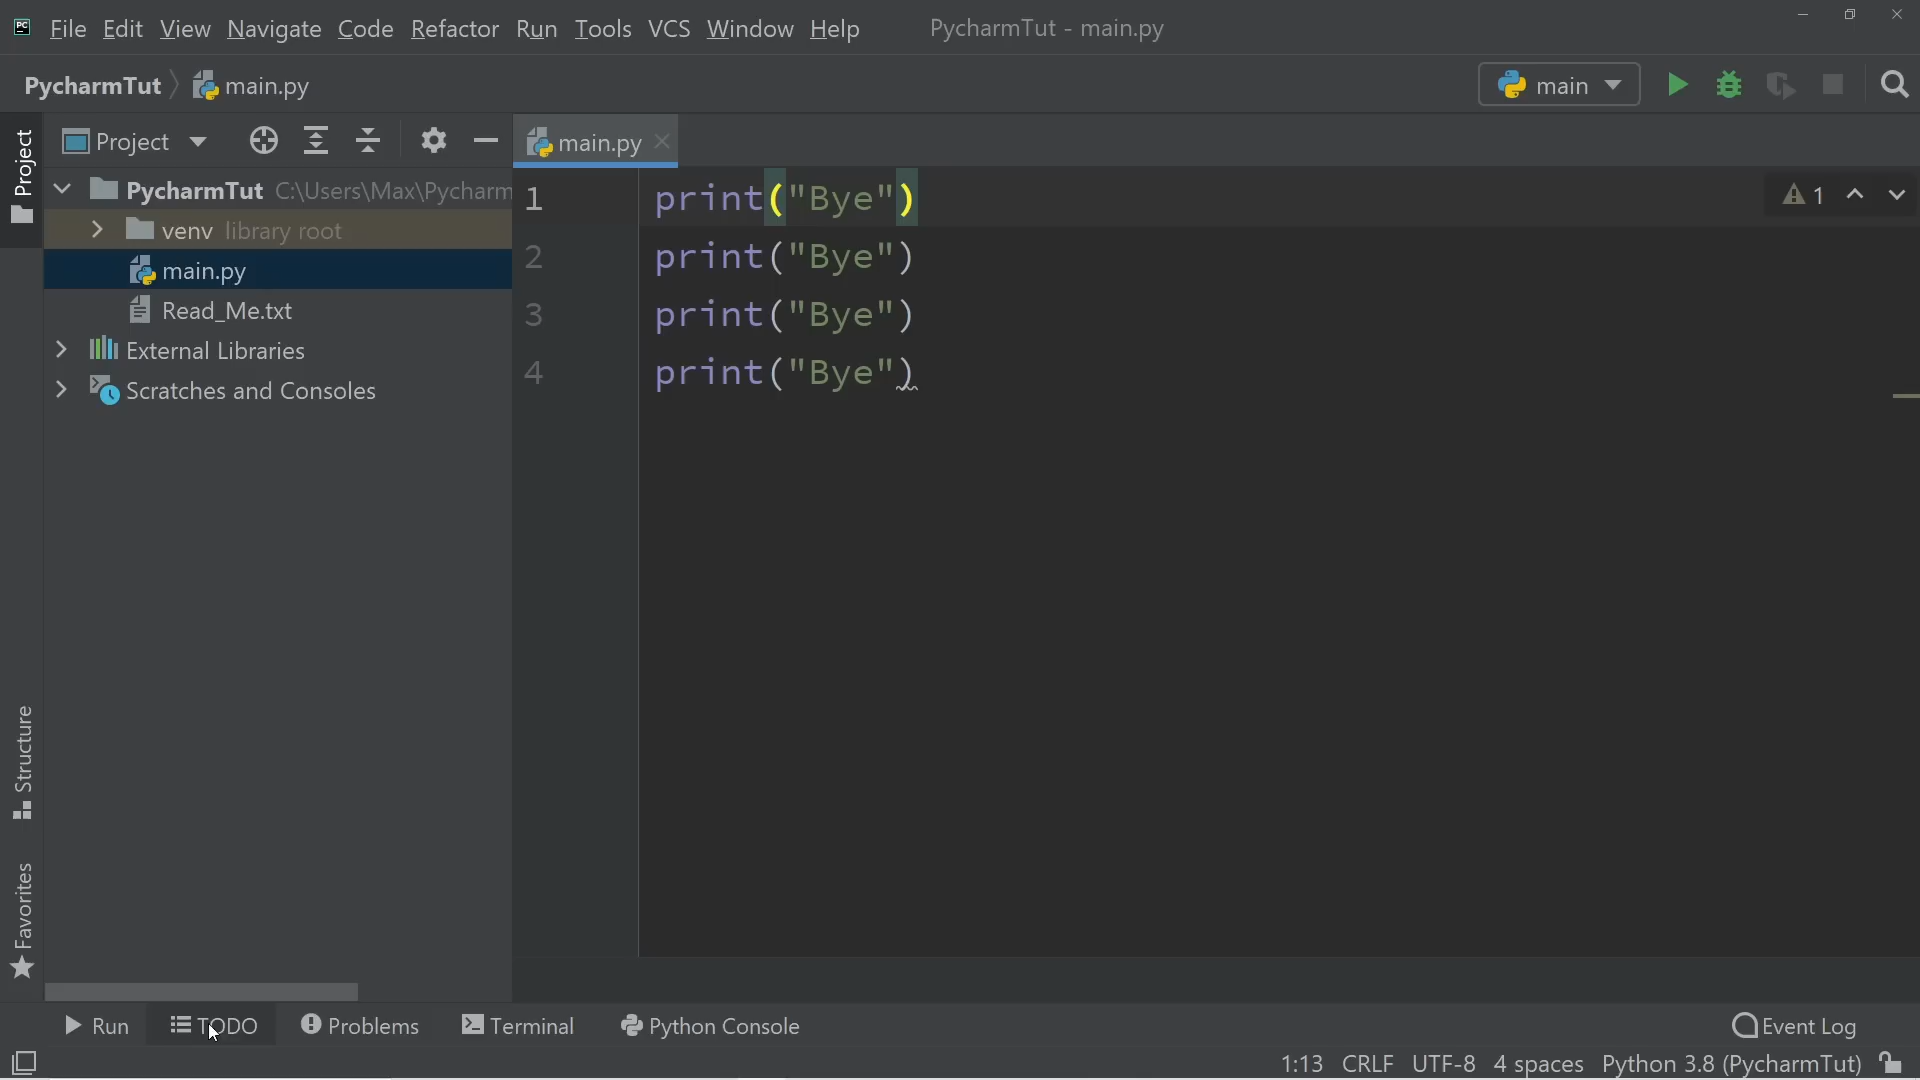 PC File Edit View Navigate Code Refactor Run Tools VCS Window Help PycharmTut - main.py
PycharmTut main.py main
Project
Project main.py
PycharmTut C:\Users\Max\Pycharm
venv library root
main.py
Read_Me.txt
External Libraries
Scratches and Consoles
1 print("Bye") 1
2 print("Bye")
3 print("Bye")
4 print("Bye")
Structure
Favorites
Run TODO Problems Terminal Python Console Event Log
1:13 CRLF UTF-8 4 spaces Python 3.8 (PycharmTut)